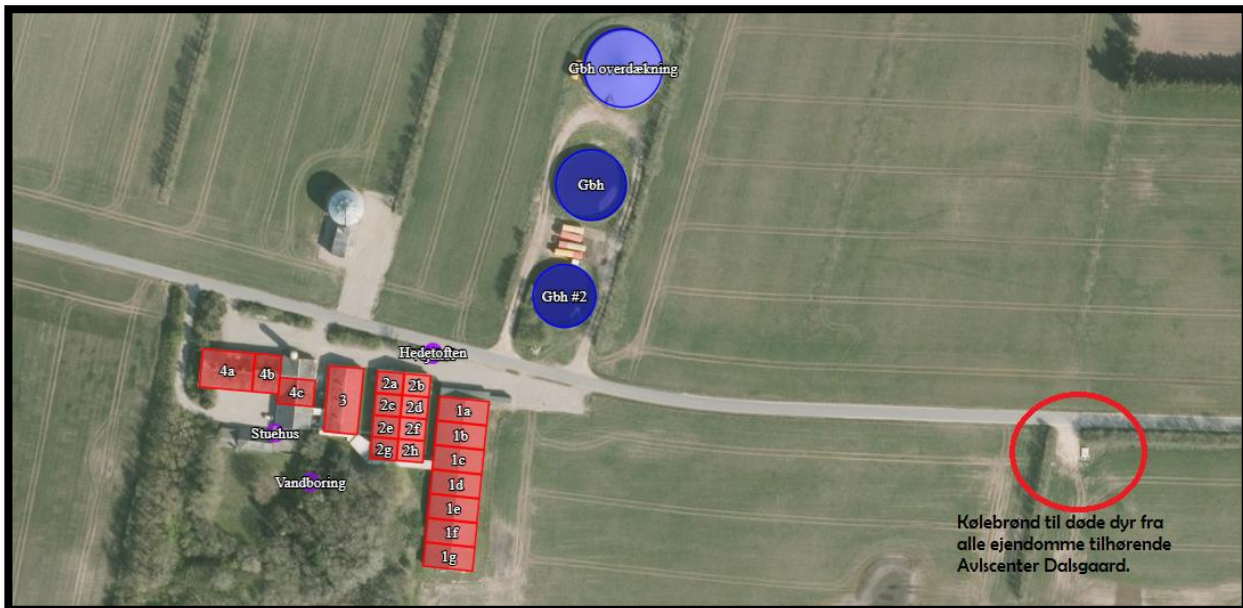 Gbh overdækning
Gbh
Gbh #2
Hedetoften
4a
4b
4c
3
2a
2b
2c
2d
2e
2f
2g
2h
1a
1b
1c
1d
1e
1f
1g
Stuehus
Vandboring
Kølebrønd til døde dyr fra
alle ejendomme tilhørende
Avlscenter Dalsgaard.